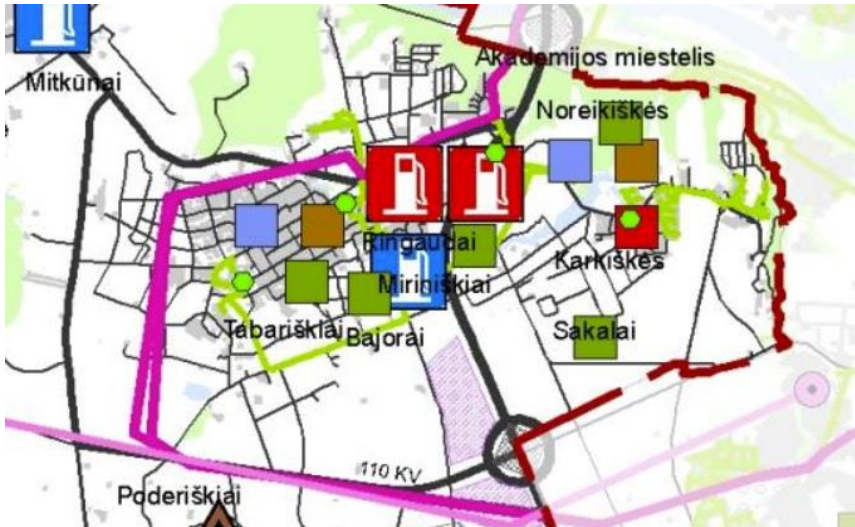 Akademijos miestelis
Mitkūnai
Noreikiškės
Ringaudai
Karkiškės
Miriniškiai
Tabariškiai
Bajorai
Sakalai
110 KV
Poderiškiai